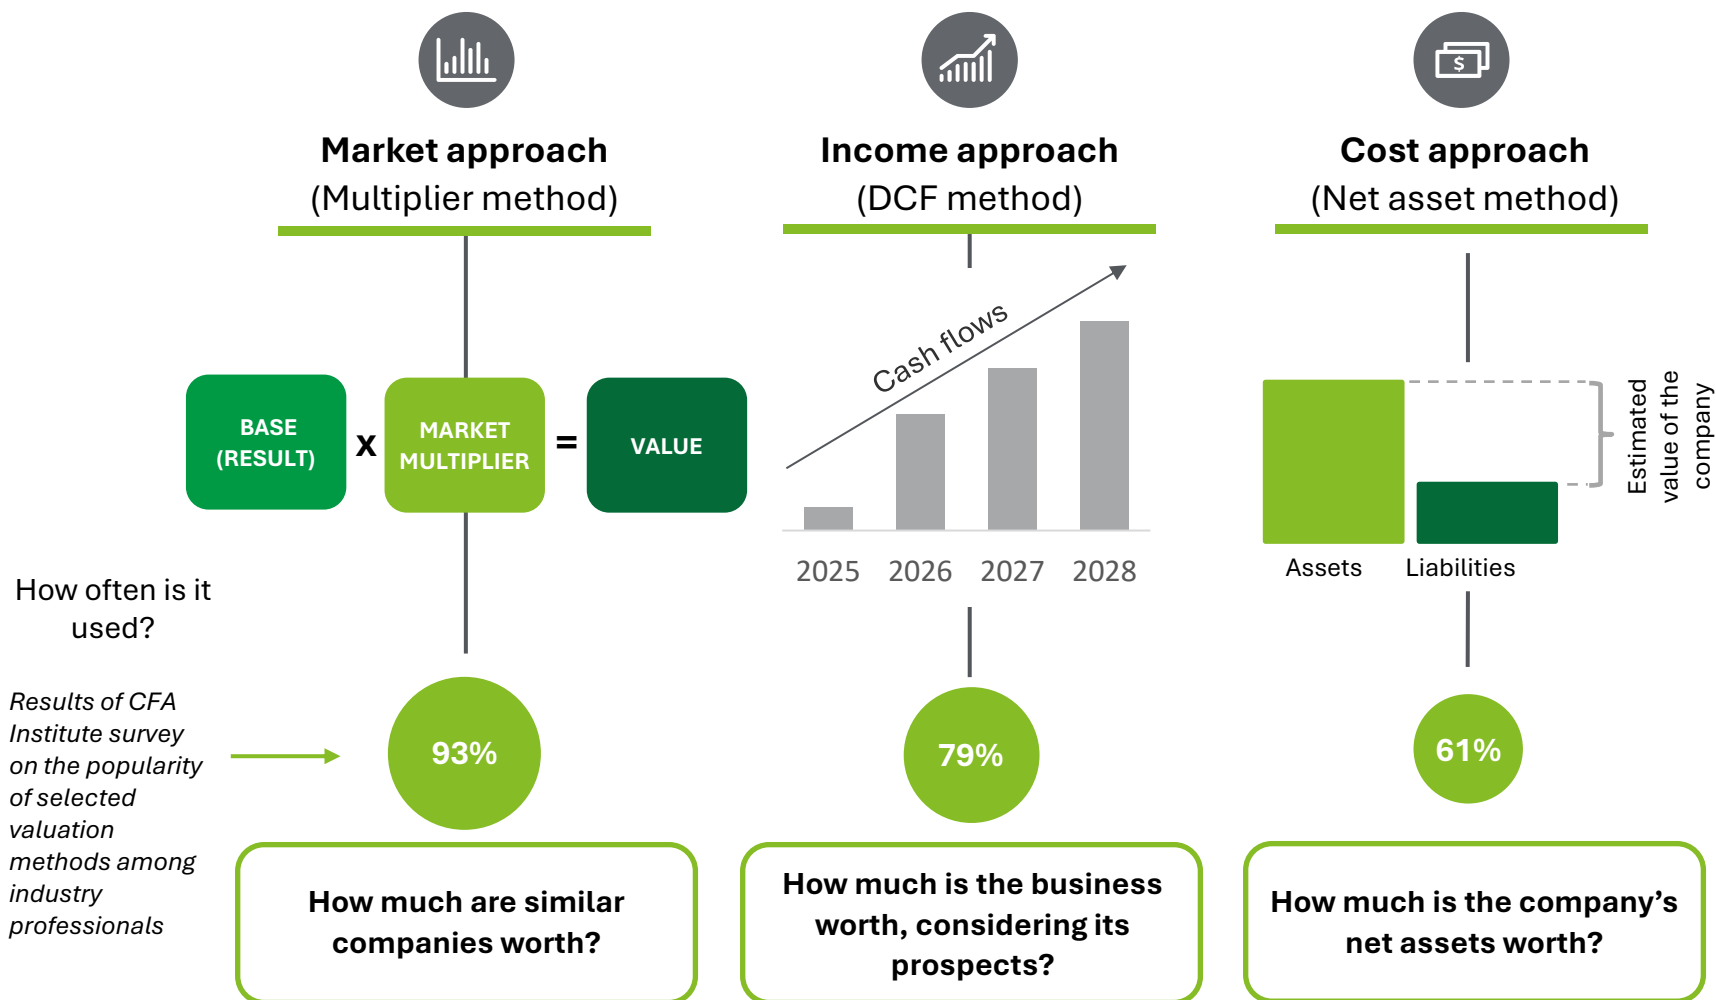 Market approach
(Multiplier method)
BASE
(RESULT)
x
MARKET
MULTIPLIER
=
VALUE
How often is it
used?
Results of CFA
Institute survey
on the popularity
of selected
valuation
methods among
industry
professionals
93%
How much are similar
companies worth?
Income approach
(DCF method)
Cash flows
2025 2026 2027 2028
79%
How much is the business
worth, considering its
prospects?
$
Cost approach
(Net asset method)
Estimated
value of the
company
Assets Liabilities
61%
How much is the company’s
net assets worth?